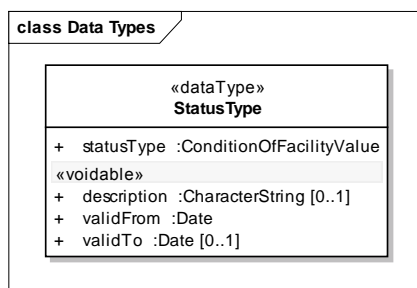 class Data Types
«dataType»
StatusType
+ statusType :ConditionOfFacilityValue
«voidable»
+ description :CharacterString [0..1]
+ validFrom :Date
+ validTo :Date [0..1]